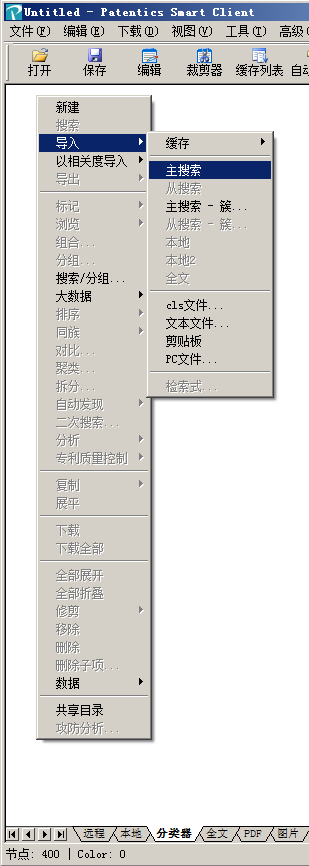 Untitled - Patentics Smart Client
文件(F) 编辑(E) 下载(D) 视图(V) 工具(T) 高级(
打开 保存 编辑 裁剪器 缓存列表 自动
新建
搜索
导入
以相关度导入
导出
标记
浏览
组合...
分组...
搜索/分组...
大数据
排序
同族
对比...
聚类...
拆分...
自动发现
二次搜索...
分析
专利质量控制
复制
展平
下载
下载全部
全部展开
全部折叠
修剪
移除
删除
删除子项...
数据
共享目录
攻防分析...
缓存
主搜索
从搜索
主搜索 - 簇...
从搜索 - 簇...
本地
本地2
全文
cls文件...
文本文件...
剪贴板
PC文件...
检索式...
远程 本地 分类器 全文 PDF 图片
节点: 400 | Color: 0